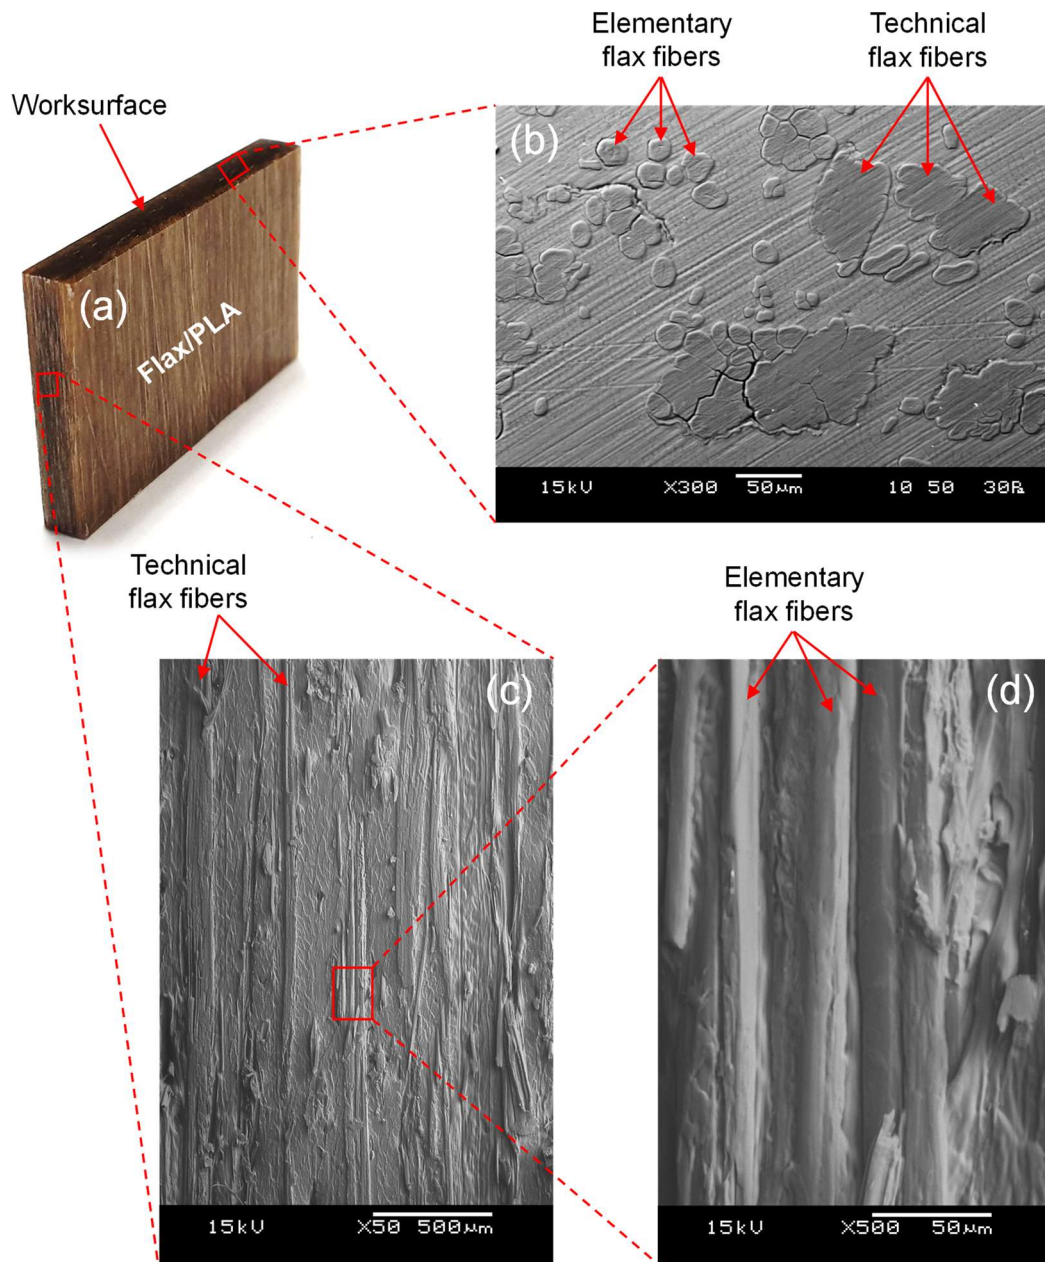 Elementary
flax fibers
Technical
flax fibers
Worksurface
(a)
Flax/PLA
(b)
15kV X300 50µm 10 50
Technical
flax fibers
Elementary
flax fibers
(c)
15kV X50 500µm
(d)
15kV X500 50µm